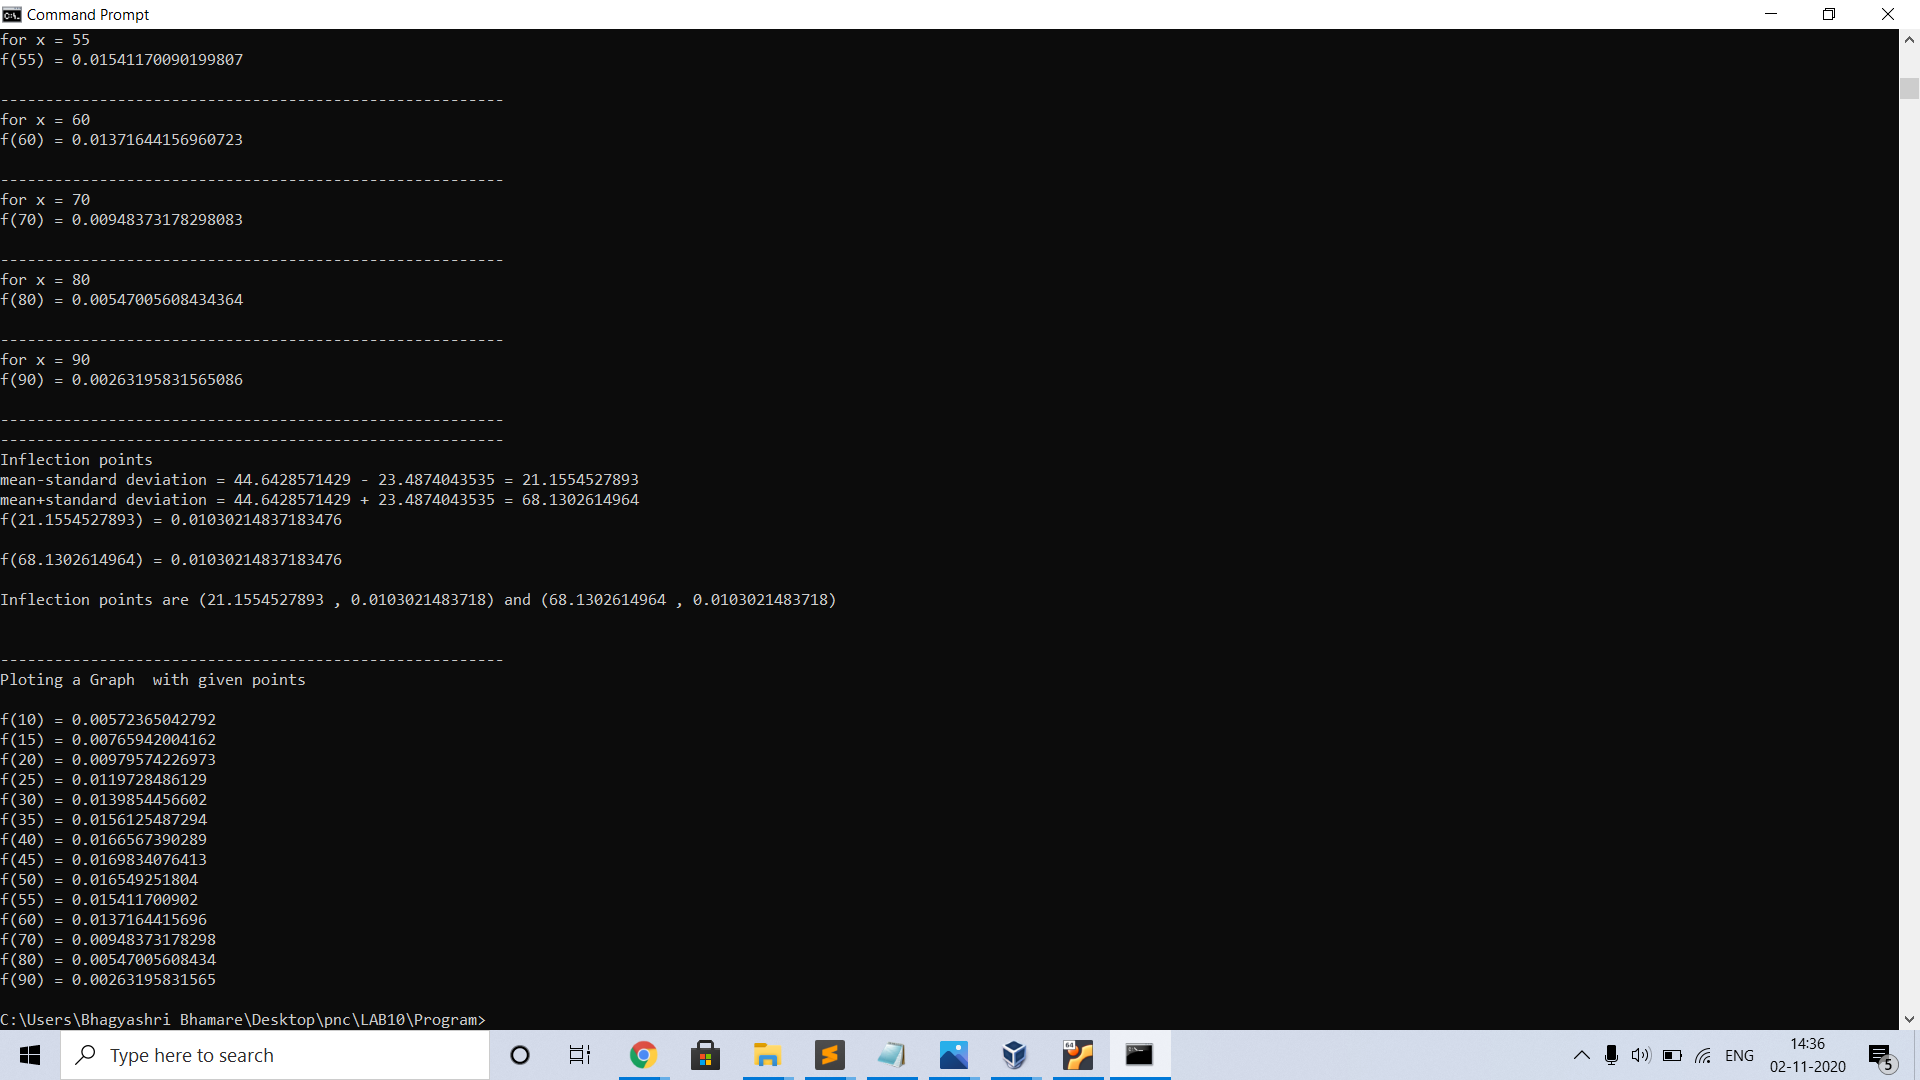 Command Prompt
for x = 55
f(55) = 0.01541170090199807
--------------------------------------------------------
for x = 60
f(60) = 0.01371644156960723
--------------------------------------------------------
for x = 70
f(70) = 0.00948373178298083
--------------------------------------------------------
for x = 80
f(80) = 0.00547005608434364
--------------------------------------------------------
for x = 90
f(90) = 0.00263195831565086
--------------------------------------------------------
--------------------------------------------------------
Inflection points
mean-standard deviation = 44.6428571429 - 23.4874043535 = 21.1554527893
mean+standard deviation = 44.6428571429 + 23.4874043535 = 68.1302614964
f(21.1554527893) = 0.01030214837183476
f(68.1302614964) = 0.01030214837183476
Inflection points are (21.1554527893 , 0.0103021483718) and (68.1302614964 , 0.0103021483718)
--------------------------------------------------------
Ploting a Graph  with given points
f(10) = 0.00572365042792
f(15) = 0.00765942004162
f(20) = 0.00979574226973
f(25) = 0.0119728486129
f(30) = 0.0139854456602
f(35) = 0.0156125487294
f(40) = 0.0166567390289
f(45) = 0.0169834076413
f(50) = 0.016549251804
f(55) = 0.015411700902
f(60) = 0.0137164415696
f(70) = 0.00948373178298
f(80) = 0.00547005608434
f(90) = 0.00263195831565
C:\Users\Bhagyashri Bhamare\Desktop\pnc\LAB10\Program>
Type here to search
64
ENG
14:36
02-11-2020
5